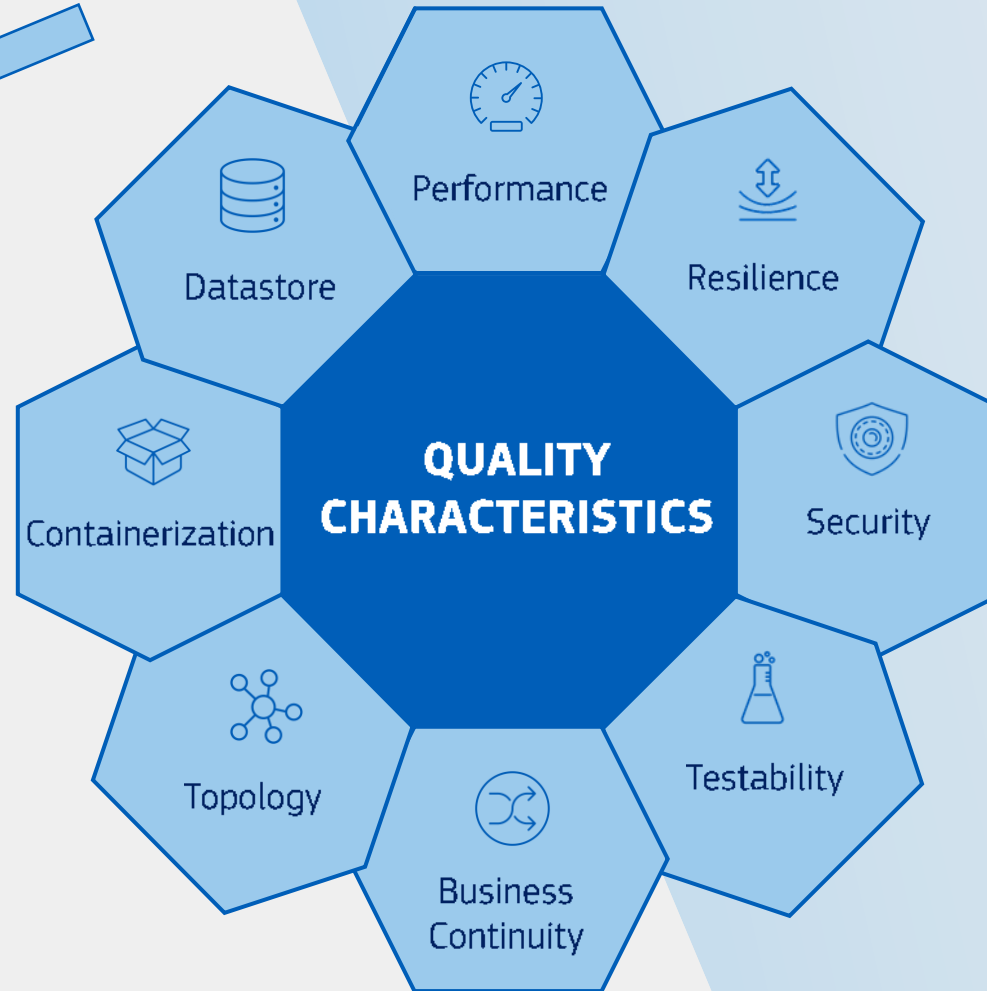 Performance
Datastore
Resilience
QUALITY
CHARACTERISTICS
Containerization
Security
Topology
Testability
Business
Continuity